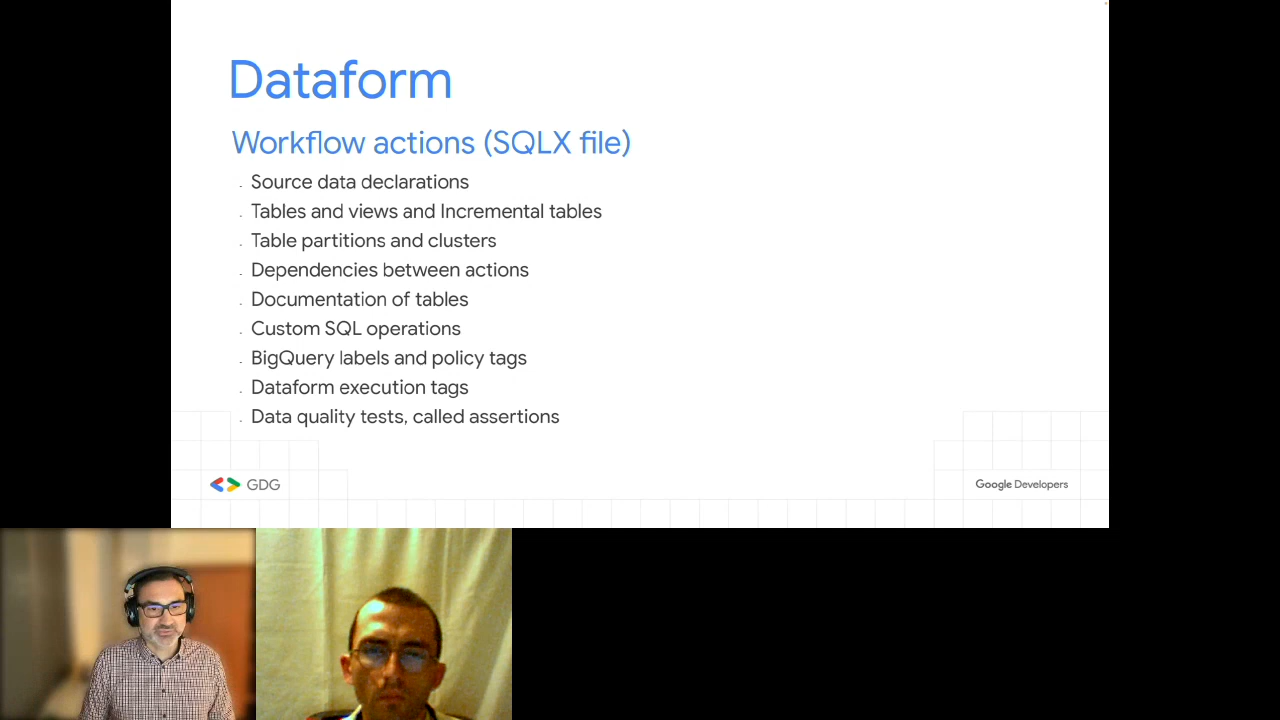 Dataform
Workflow actions (SQLX file)
Source data declarations
Tables and views and Incremental tables
Table partitions and clusters
Dependencies between actions
Documentation of tables
Custom SQL operations
BigQuery labels and policy tags
Dataform execution tags
Data quality tests, called assertions
GDG
Google Developers